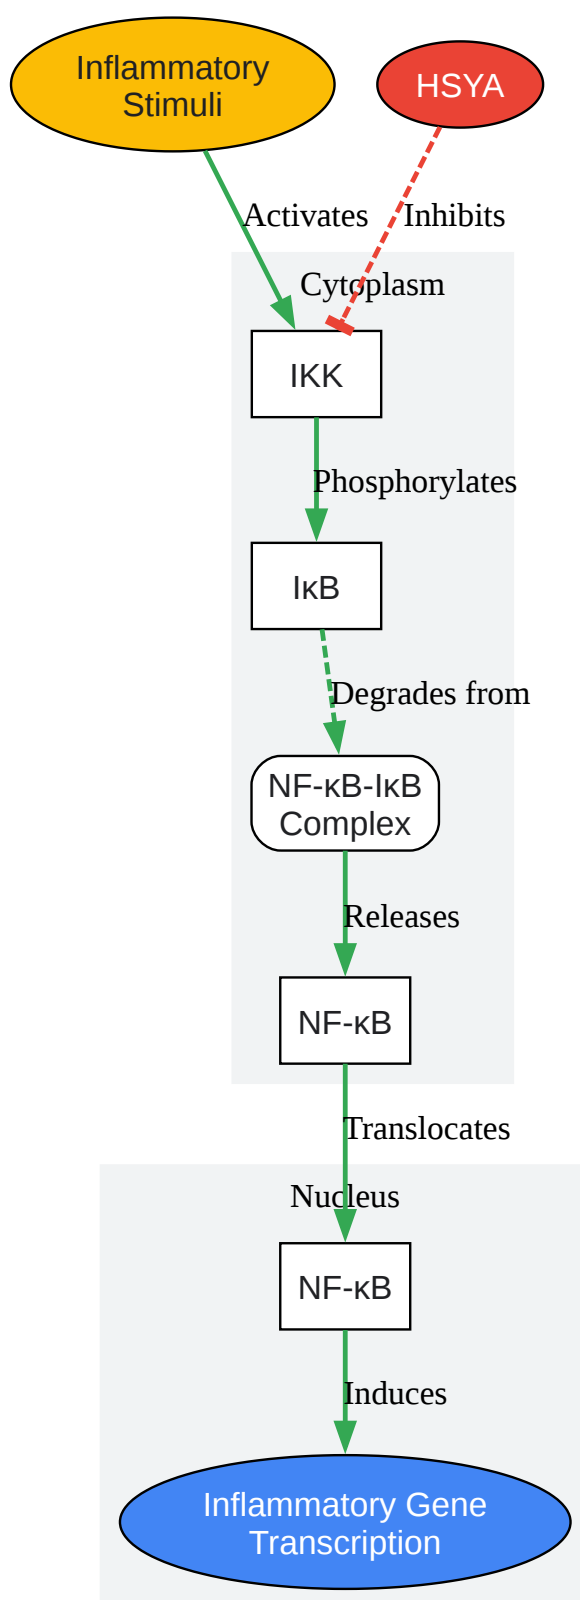 Inflammatory
Stimuli
HSYA
Activates
Inhibits
Cytoplasm
IKK
Phosphorylates
IκB
Degrades from
NF-κB-IκB
Complex
Releases
NF-κB
Translocates
Nucleus
NF-κB
Induces
Inflammatory Gene
Transcription